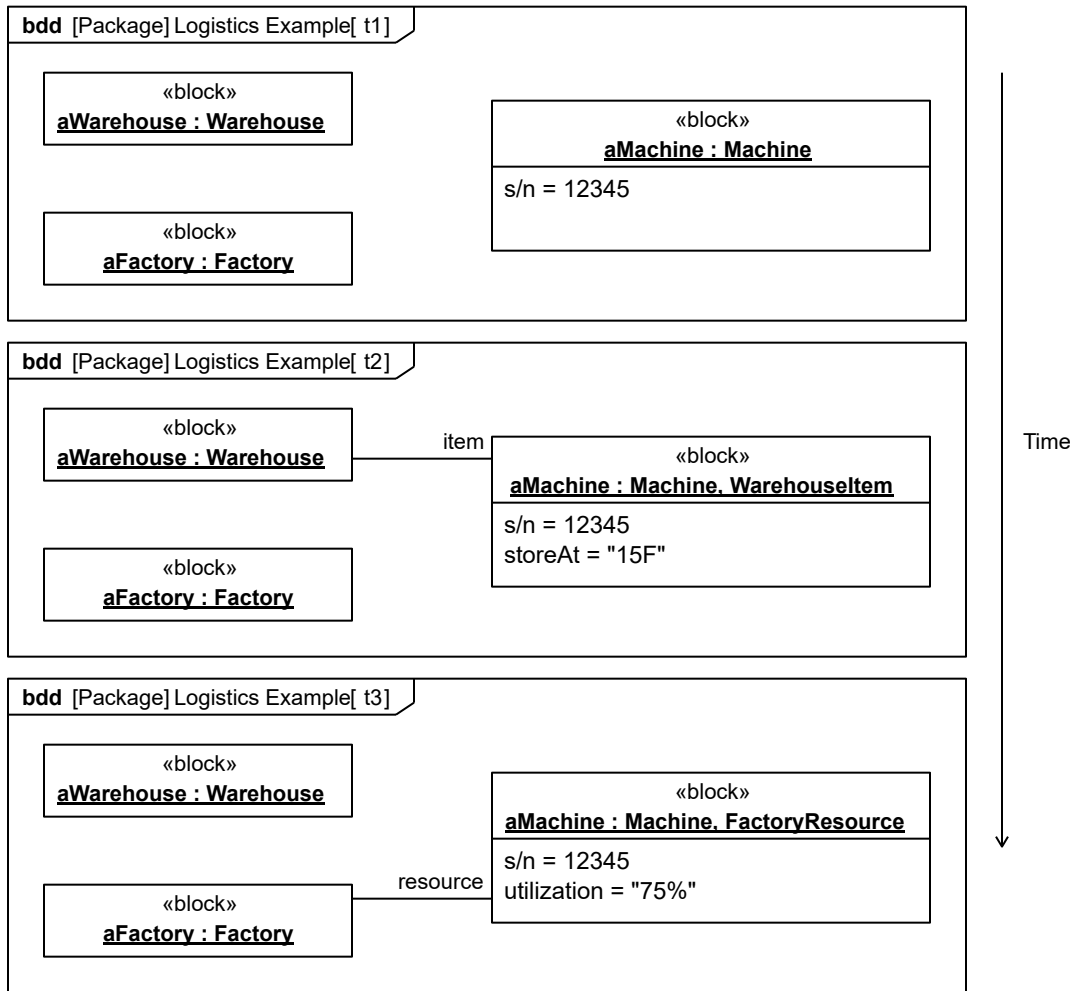 bdd [Package] Logistics Example[ t1]
«block»
aWarehouse : Warehouse
«block»
aMachine : Machine
s/n = 12345
«block»
aFactory : Factory
bdd [Package] Logistics Example[ t2]
«block»
aWarehouse : Warehouse
item
«block»
aMachine : Machine, WarehouseItem
s/n = 12345
storeAt = "15F"
«block»
aFactory : Factory
Time
bdd [Package] Logistics Example[ t3]
«block»
aWarehouse : Warehouse
«block»
aMachine : Machine, FactoryResource
s/n = 12345
utilization = "75%"
resource
«block»
aFactory : Factory